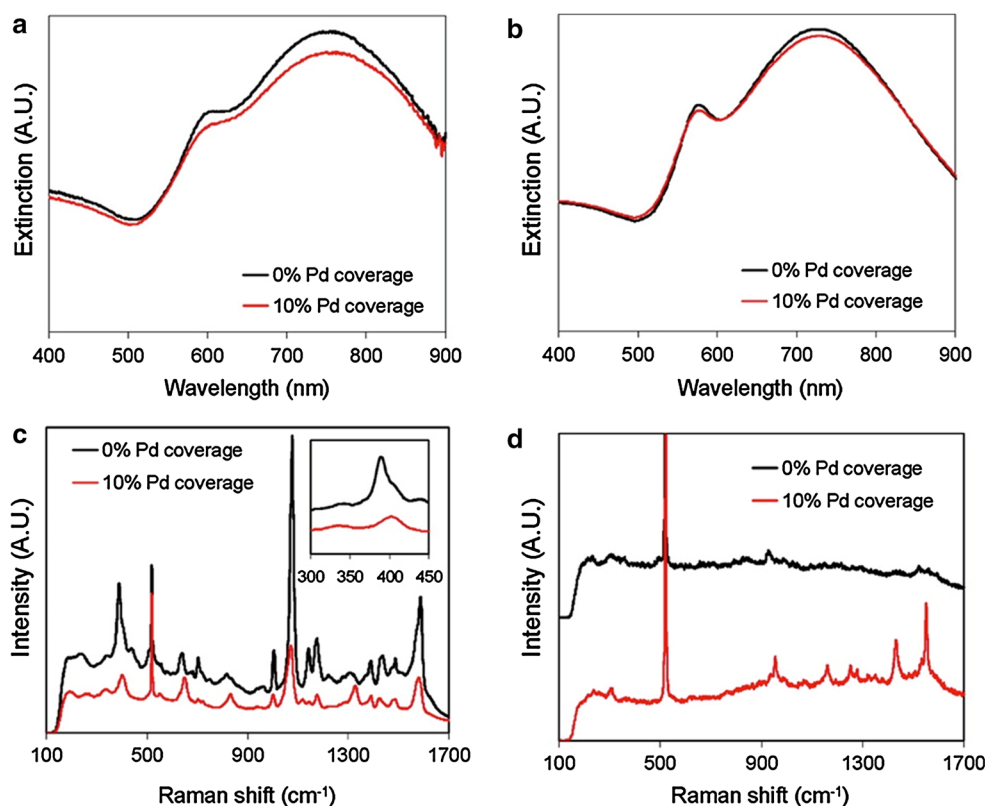 a
Extinction (A.U.)
0% Pd coverage
10% Pd coverage
400 500 600 700 800 900
Wavelength (nm)
b
Extinction (A.U.)
0% Pd coverage
10% Pd coverage
400 500 600 700 800 900
Wavelength (nm)
c
Intensity (A.U.)
0% Pd coverage
10% Pd coverage
300 350 400 450
100 500 900 1300 1700
Raman shift (cm⁻¹)
d
Intensity (A.U.)
0% Pd coverage
10% Pd coverage
100 500 900 1300 1700
Raman shift (cm⁻¹)